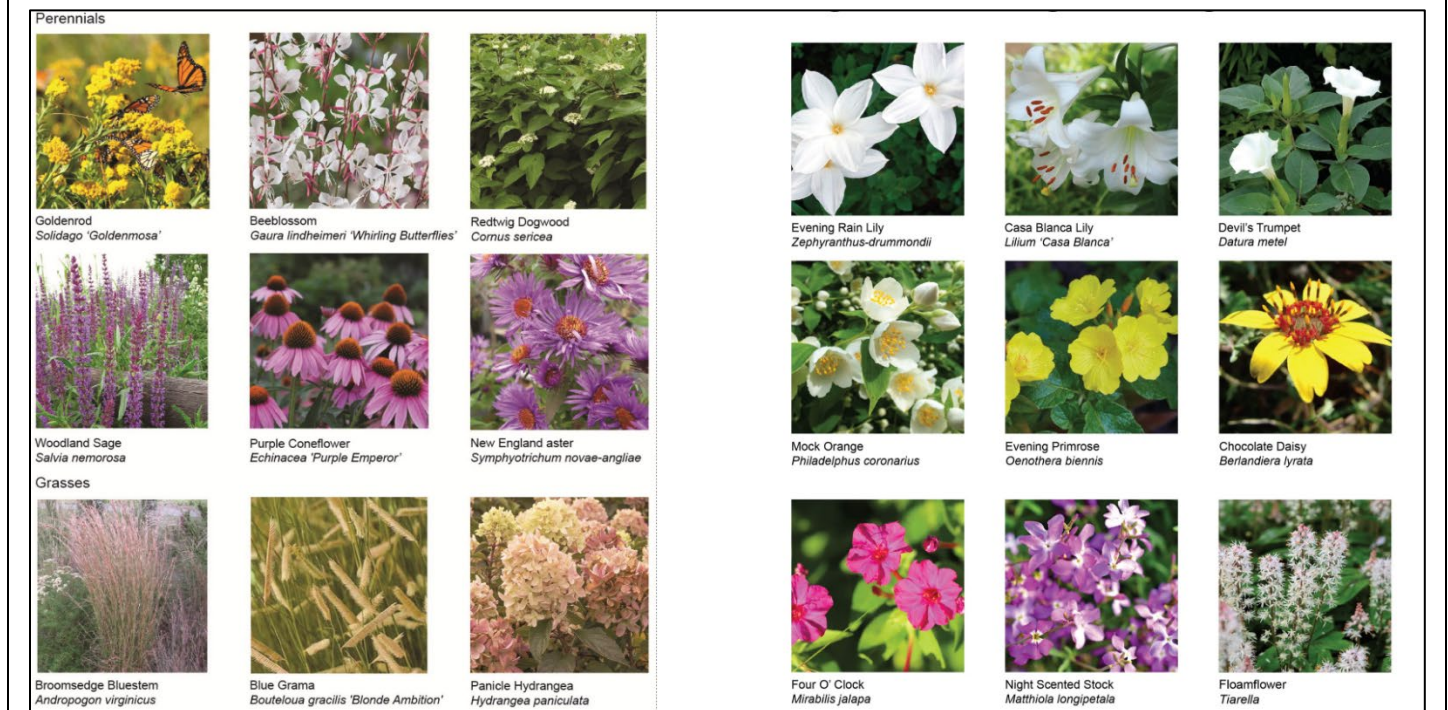 Perennials
Goldenrod
Solidago 'Goldenmosa'
Beeblossom
Gaura lindheimeri 'Whirling Butterflies'
Redtwig Dogwood
Cornus sericea
Woodland Sage
Salvia nemorosa
Purple Coneflower
Echinacea 'Purple Emperor'
New England aster
Symphyotrichum novae-angliae
Grasses
Broomsedge Bluestem
Andropogon virginicus
Blue Grama
Bouteloua gracilis 'Blonde Ambition'
Panicle Hydrangea
Hydrangea paniculata
Evening Rain Lily
Zephyranthus-drummondii
Casa Blanca Lily
Lilium 'Casa Blanca'
Devil's Trumpet
Datura metel
Mock Orange
Philadelphus coronarius
Evening Primrose
Oenothera biennis
Chocolate Daisy
Berlandiera lyrata
Four O' Clock
Mirabilis jalapa
Night Scented Stock
Matthiola longipetala
Floamflower
Tiarella